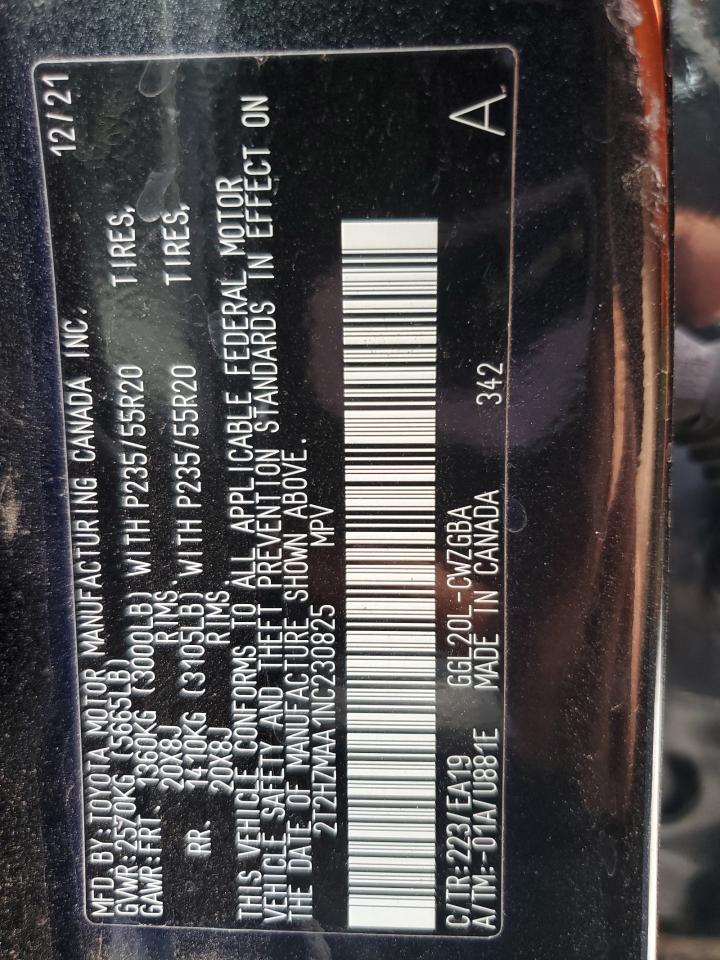 MFD.BY:TOYOTA MOTOR MANUFACTURING CANADA INC. 12/21
GVWR:2570KG (5665LB)
GAWR:FRT. 1360KG (3000LB) WITH P235/55R20 TIRES,
20X8J RIMS.
RR. 1410KG (3105LB) WITH P235/55R20 TIRES,
20X8J RIMS
THIS VEHICLE CONFORMS TO ALL APPLICABLE FEDERAL MOTOR
VEHICLE SAFETY AND THEFT PREVENTION STANDARDS IN EFFECT ON
THE DATE OF MANUFACTURE SHOWN ABOVE.
2T2HZMAA1NC230825 MPV
C/TR:223/EA19 GGL20L-CWZGBA
A/TM:-01A/U881E MADE IN CANADA 342 A